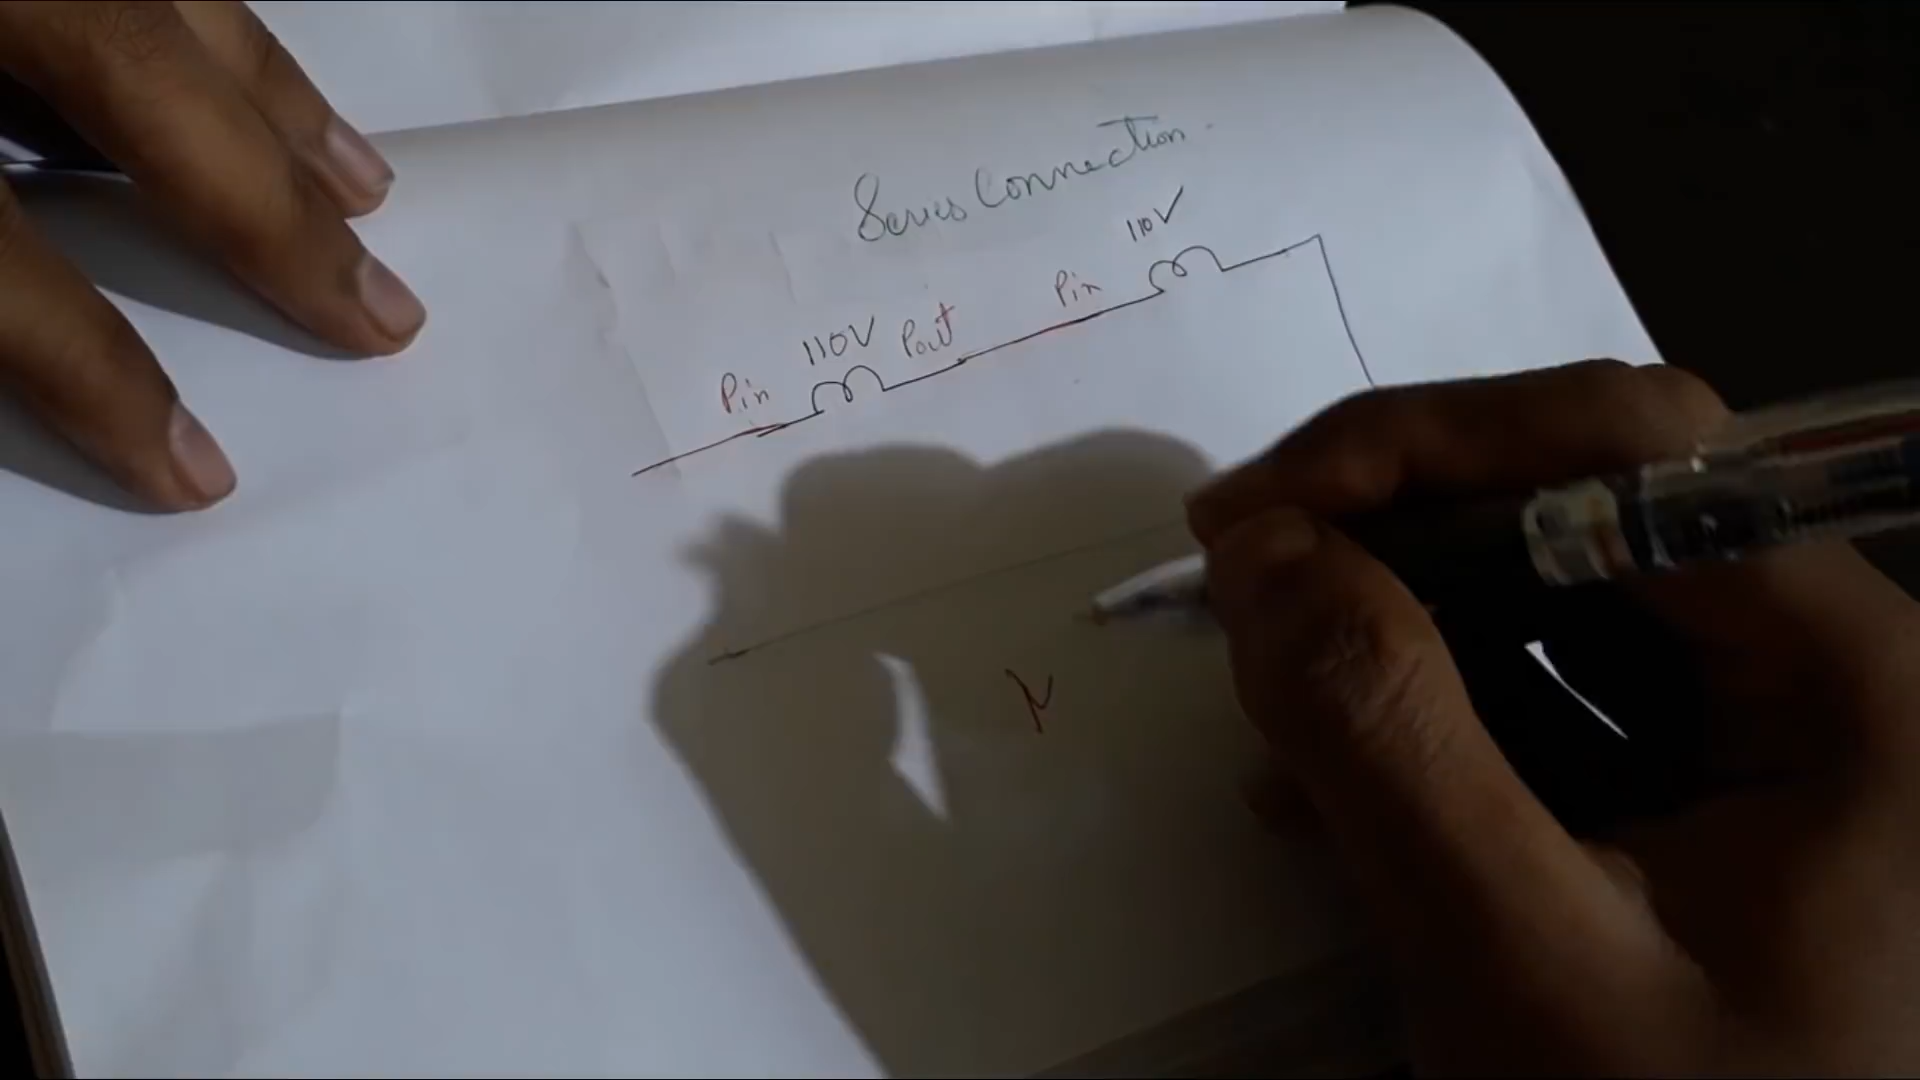 Series Connection.
110V
Pin
110V
Pout
Pin
N